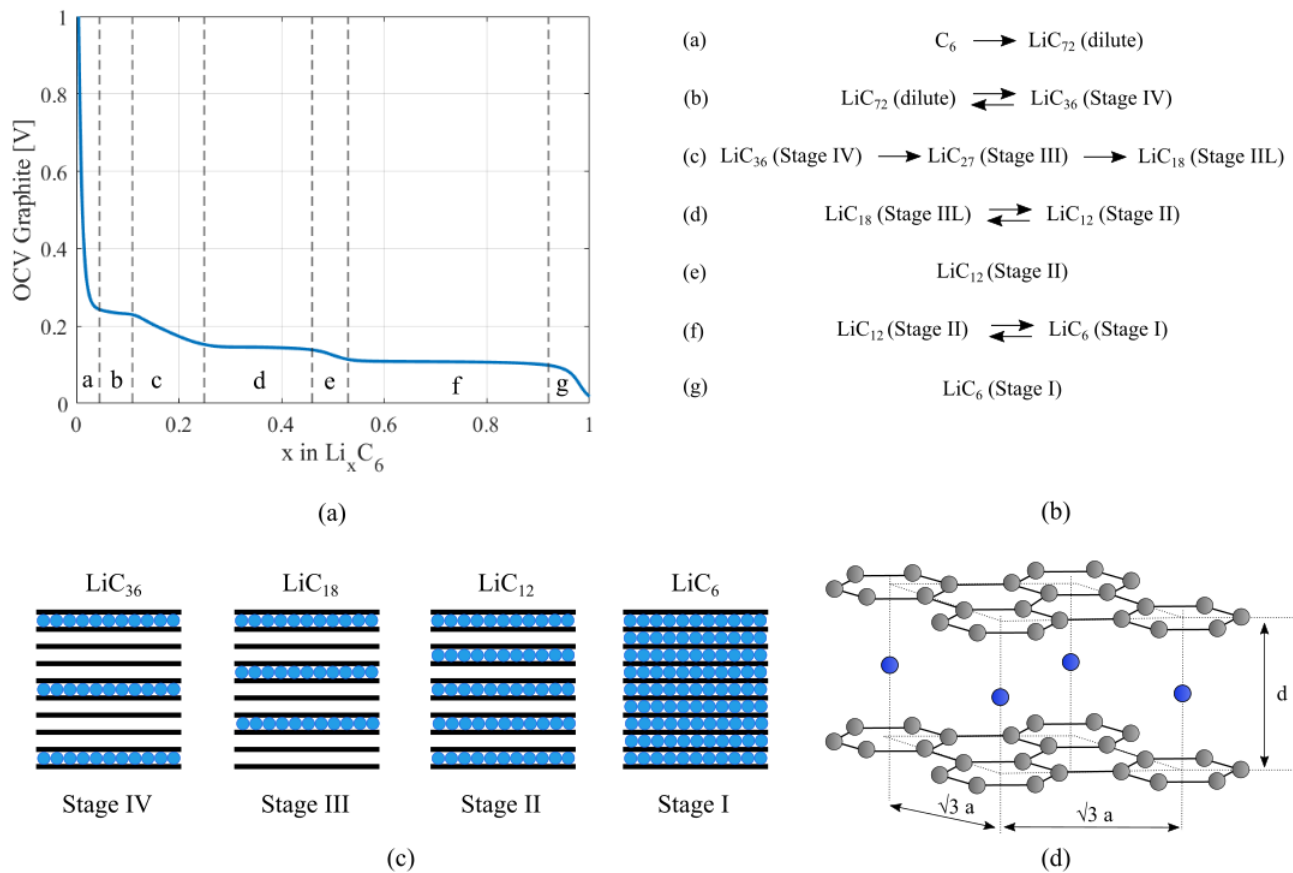 1
0.8
0.6
0.4
0.2
0
OCV Graphite [V]
a b c d e f g
0 0.2 0.4 0.6 0.8 1
x in LiₓC₆
(a)
(a) C₆ ⟶ LiC₇₂ (dilute)
(b) LiC₇₂ (dilute) ⇌ LiC₃₆ (Stage IV)
(c) LiC₃₆ (Stage IV) ⟶ LiC₂₇ (Stage III) ⟶ LiC₁₈ (Stage IIL)
(d) LiC₁₈ (Stage IIL) ⇌ LiC₁₂ (Stage II)
(e) LiC₁₂ (Stage II)
(f) LiC₁₂ (Stage II) ⇌ LiC₆ (Stage I)
(g) LiC₆ (Stage I)
(b)
LiC₃₆ LiC₁₈ LiC₁₂ LiC₆
Stage IV Stage III Stage II Stage I
(c)
d
√3 a √3 a
(d)